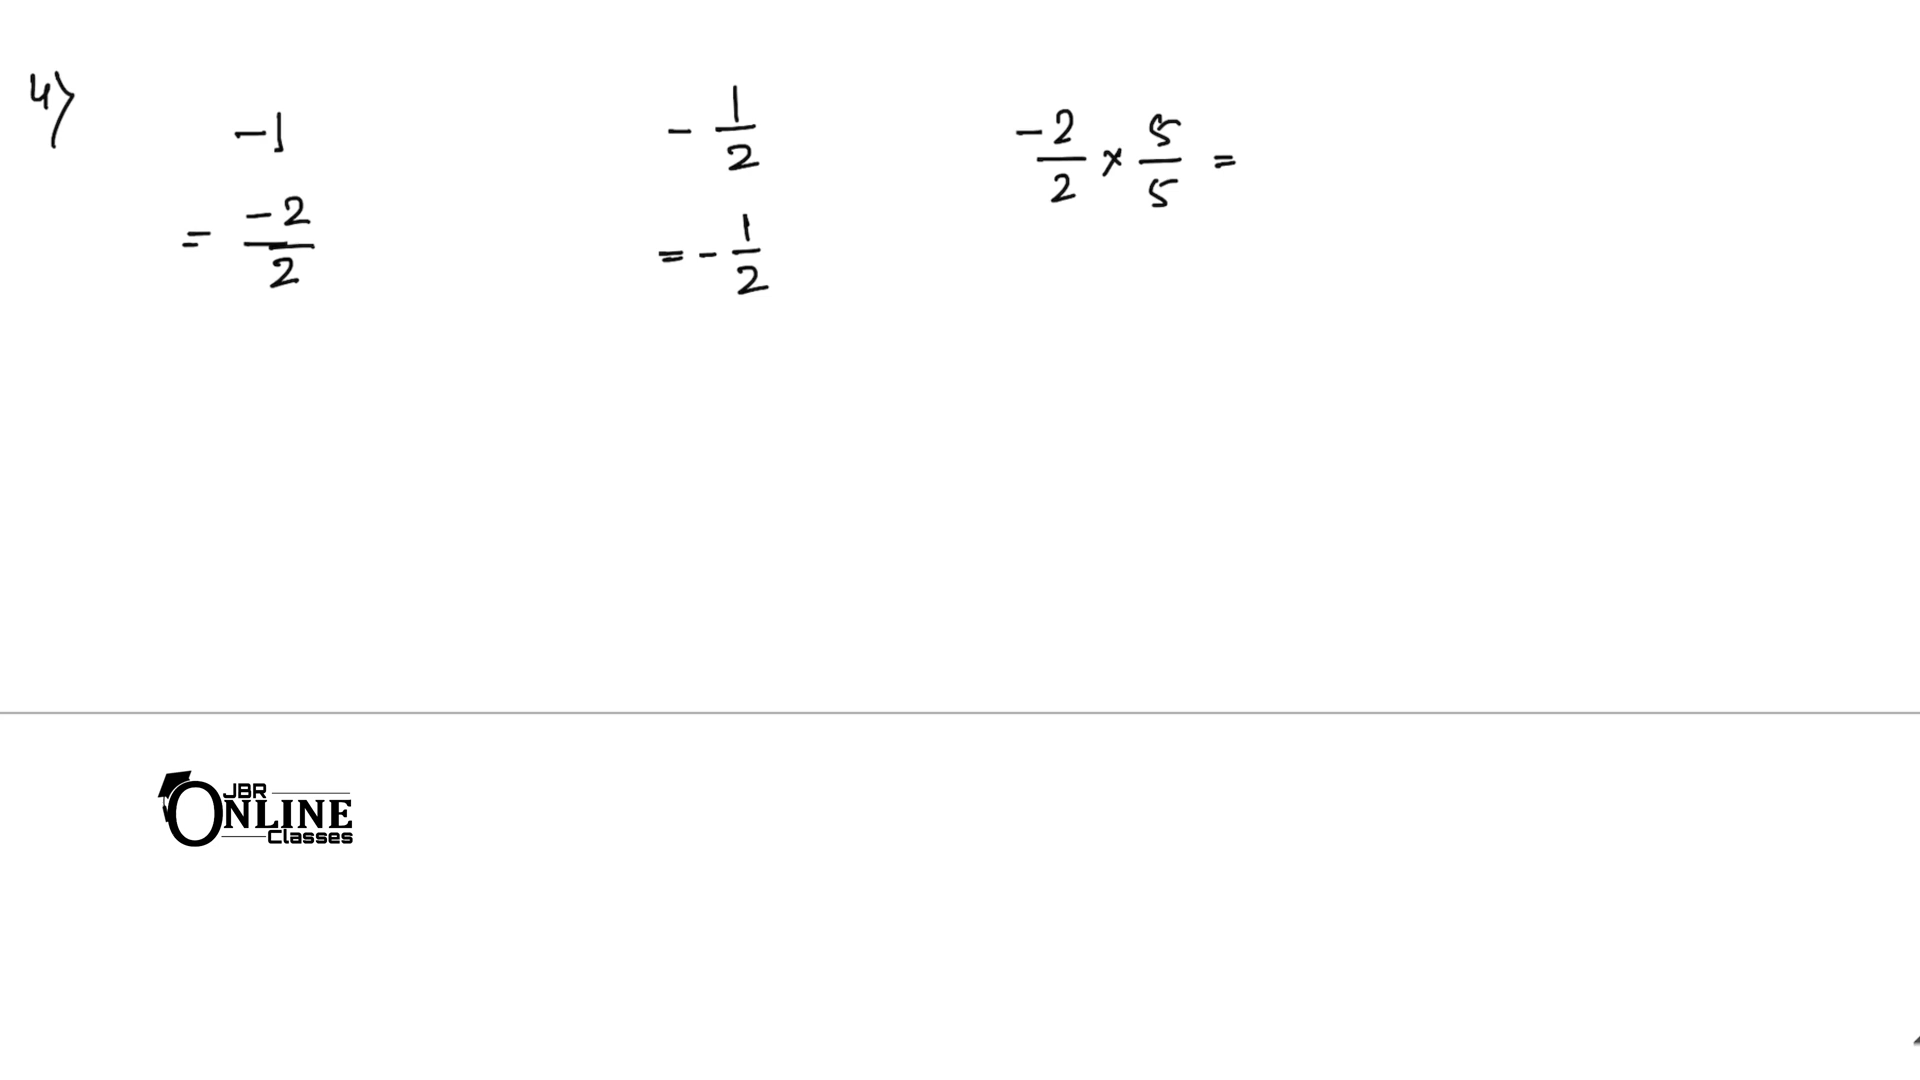 4)
-1
= -2/2
- 1/2
= - 1/2
-2/2 × 5/5 =
JBR
ONLINE
Classes